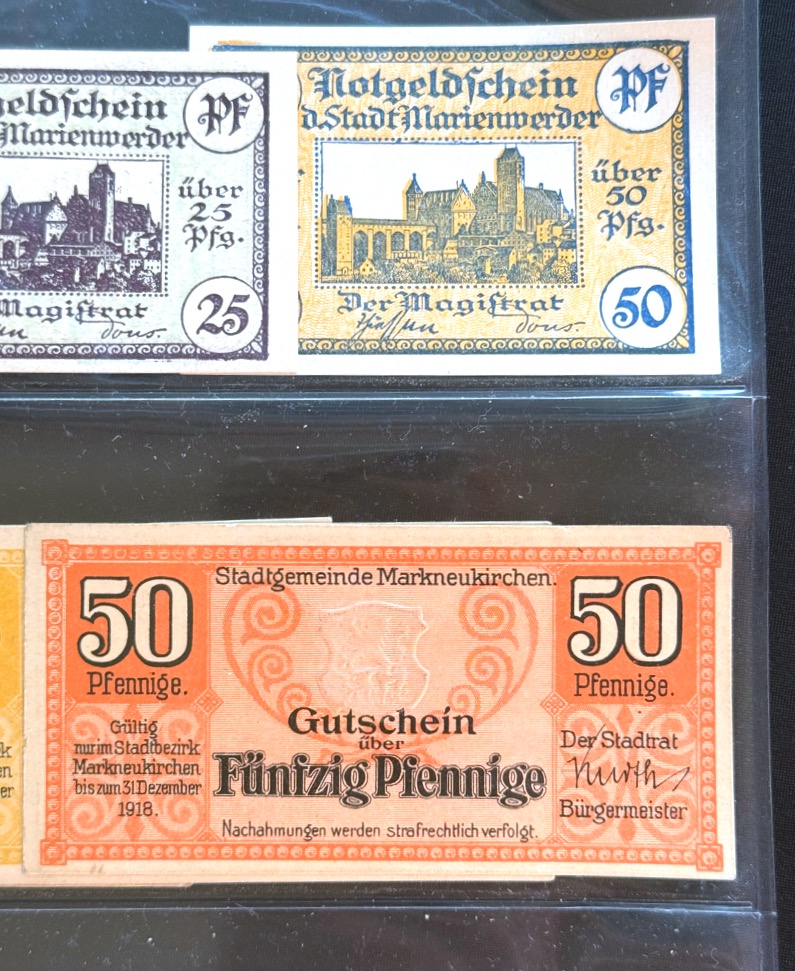 geldschein
Marienwerder
PF
über
25
Pfg.
Magistrat
25
Notgeldschein
d. Stadt Marienwerder
PF
über
50
Pfg.
Der Magistrat
50
Stadtgemeinde Markneukirchen.
50
Pfennige.
50
Pfennige.
Gültig
nur im Stadtbezirk
Markneukirchen
bis zum 31. Dezember
1918.
Gutschein
über
Fünfzig Pfennige
Nachahmungen werden strafrechtlich verfolgt.
Der Stadtrat
Bürgermeister